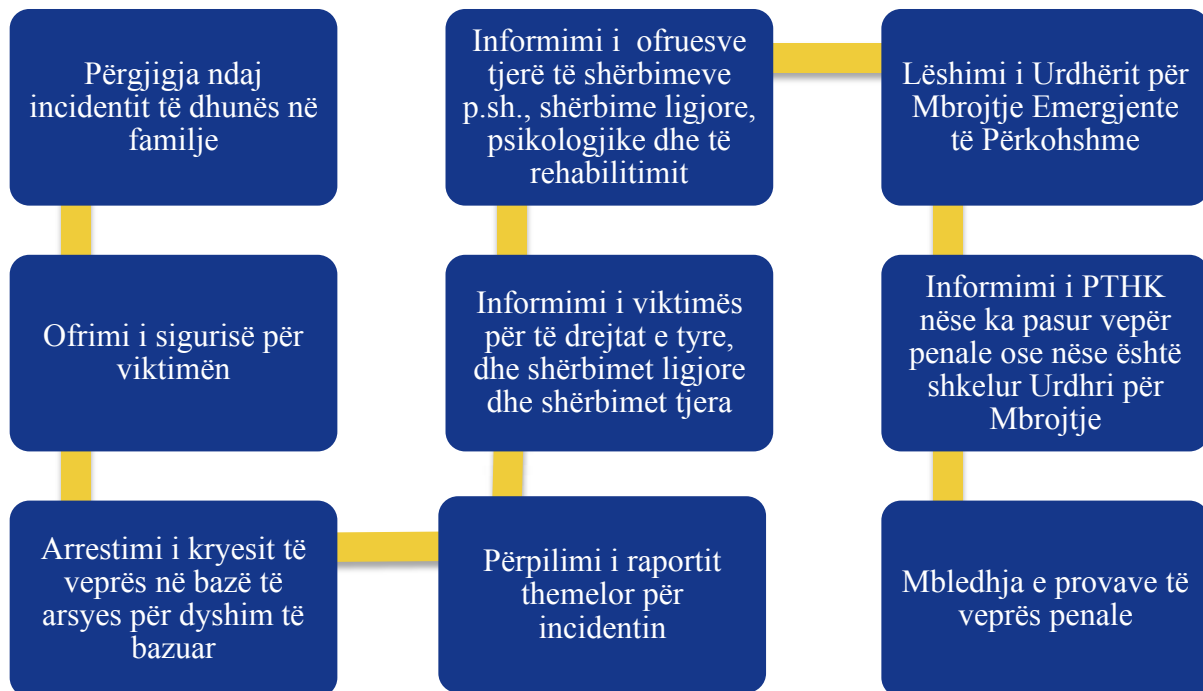 Përgjigja ndaj
incidentit të dhunës në
familje
Ofrimi i sigurisë për
viktimën
Arrestimi i kryesit të
veprës në bazë të
arsyes për dyshim të
bazuar
Përpilimi i raportit
themelor për
incidentin
Informimi i viktimës
për të drejtat e tyre,
dhe shërbimet ligjore
dhe shërbimet tjera
Informimi i  ofruesve
tjerë të shërbimeve
p.sh., shërbime ligjore,
psikologjike dhe të
rehabilitimit
Lëshimi i Urdhërit për
Mbrojtje Emergjente
të Përkohshme
Informimi i PTHK
nëse ka pasur vepër
penale ose nëse është
shkelur Urdhri për
Mbrojtje
Mbledhja e provave të
veprës penale